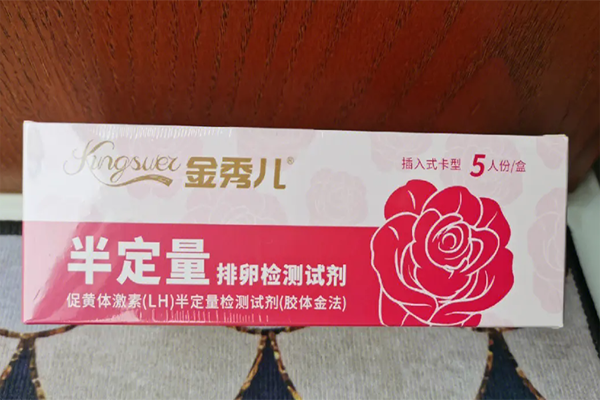 Kingswer 金秀儿®
插入式卡型 5人份/盒
半定量 排卵检测试剂
促黄体激素(LH)半定量检测试剂(胶体金法)